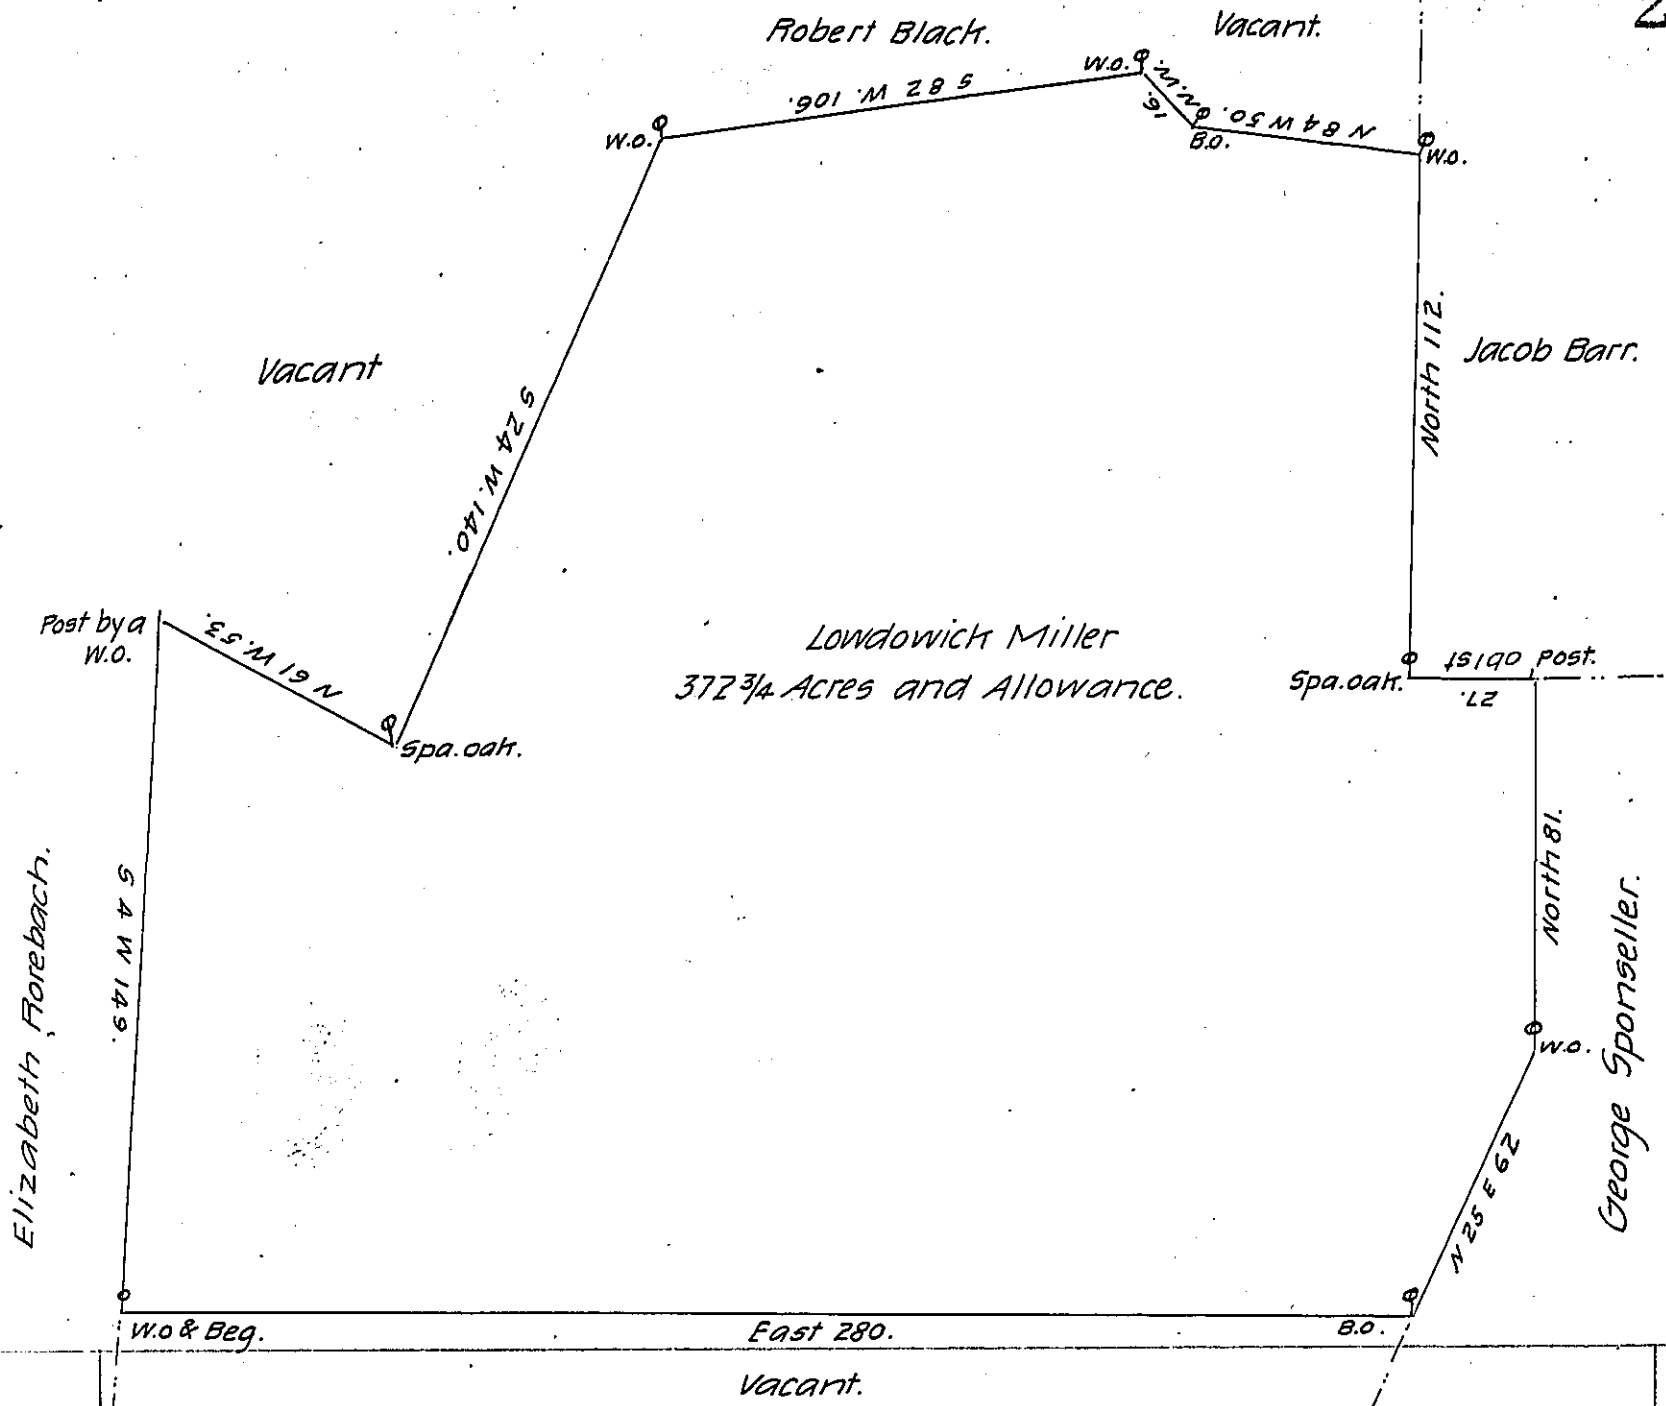 Robert Black.
Vacant.
W.O.
N.W.
16.
S 82 W. 106.
N 84 W 50.
B.O.
W.O.
W.O.
North 112.
Jacob Barr.
Vacant
S 24 W. 140.
Post by a
W.O.
N 61 W. 53.
Spa. oak.
Lowdowick Miller
372 3/4 Acres and Allowance.
Spa. oak.
Post.
27.
North 81.
S 4 W 149.
Elizabeth Rorebach.
George Sponseller.
W.O.
N 25 E 62
W.O & Beg.
East 280.
B.O.
Vacant.